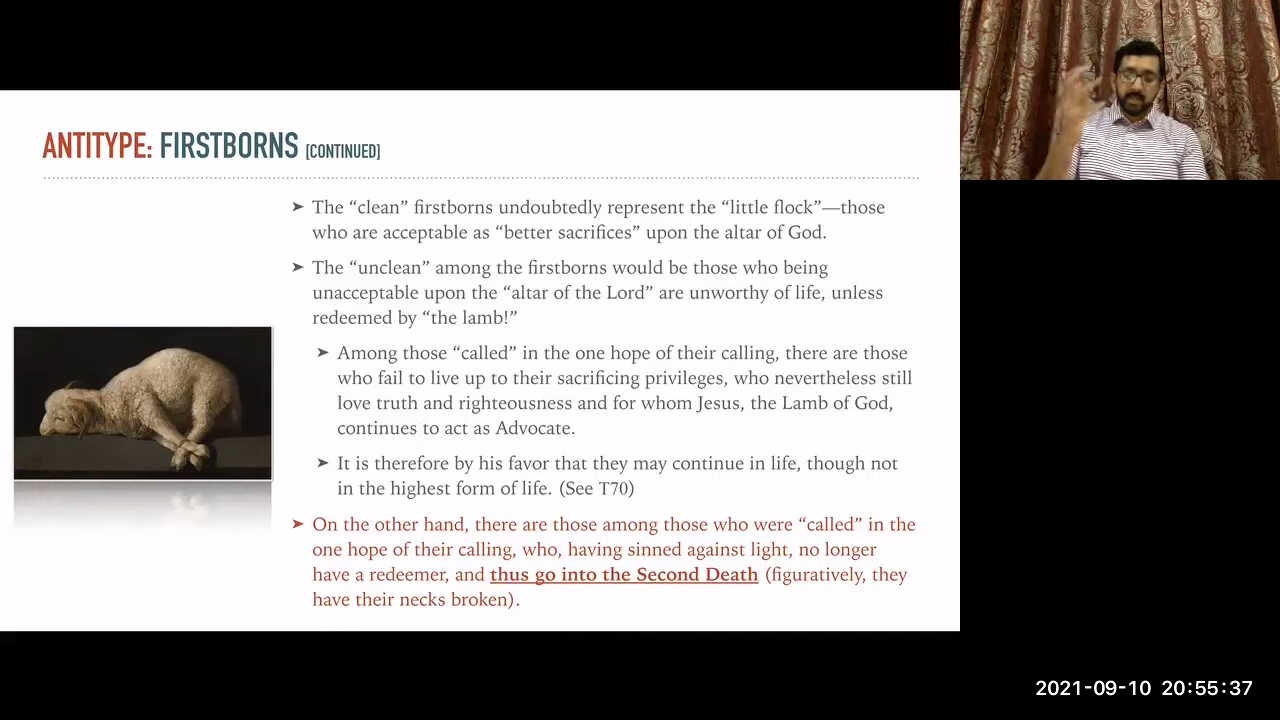 ANTITYPE: FIRSTBORNS [CONTINUED]
➤ The “clean” firstborns undoubtedly represent the “little flock”—those
who are acceptable as “better sacrifices” upon the altar of God.
➤ The “unclean” among the firstborns would be those who being
unacceptable upon the “altar of the Lord” are unworthy of life, unless
redeemed by “the lamb!”
➤ Among those “called” in the one hope of their calling, there are those
who fail to live up to their sacrificing privileges, who nevertheless still
love truth and righteousness and for whom Jesus, the Lamb of God,
continues to act as Advocate.
➤ It is therefore by his favor that they may continue in life, though not
in the highest form of life. (See T70)
➤ On the other hand, there are those among those who were “called” in the
one hope of their calling, who, having sinned against light, no longer
have a redeemer, and thus go into the Second Death (figuratively, they
have their necks broken).
2021-09-10 20:55:37